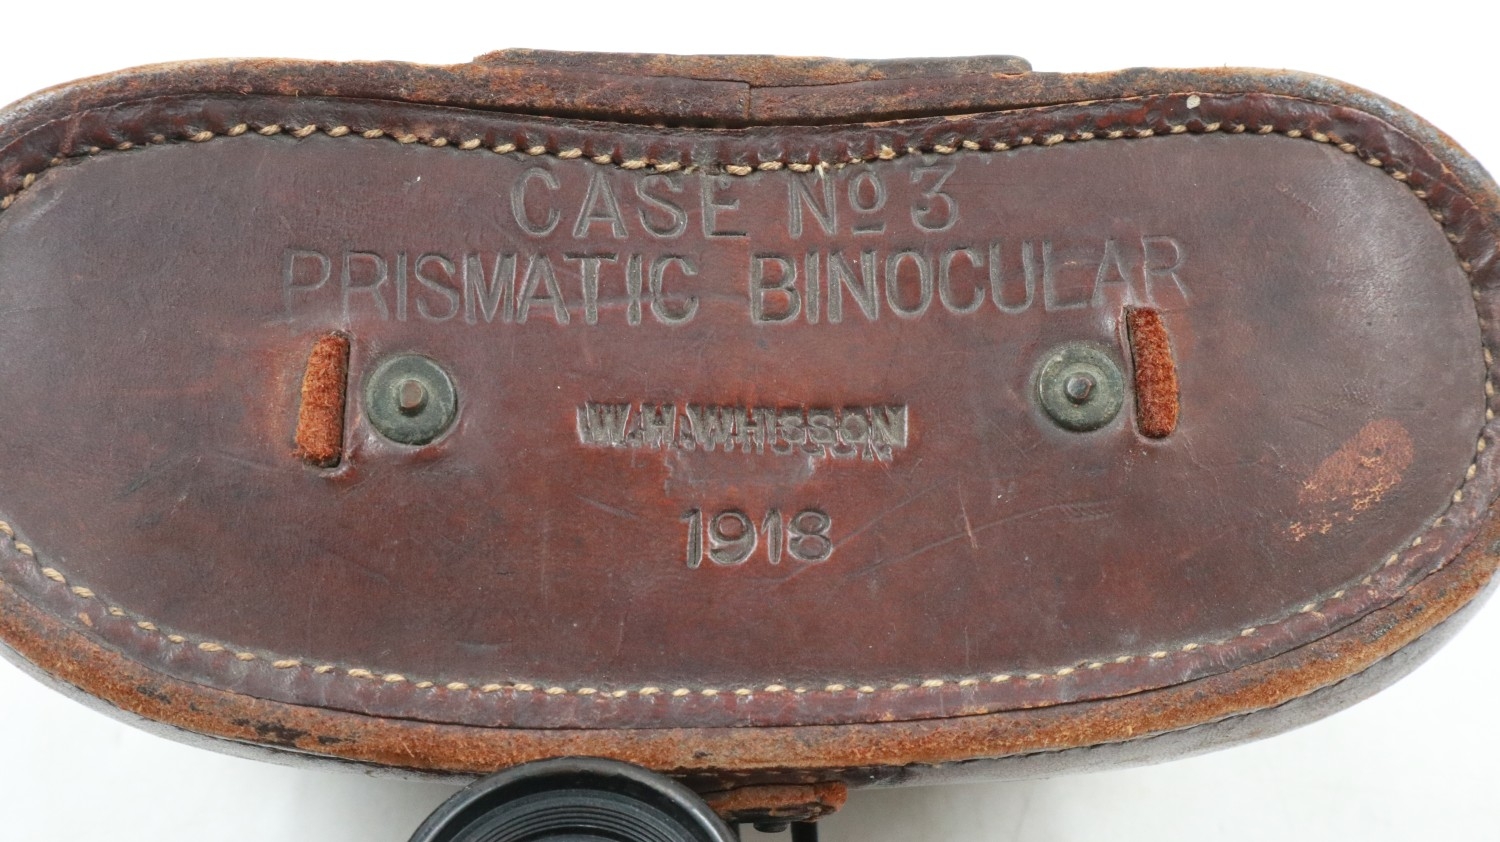 CASE No 3
PRISMATIC BINOCULAR
W.H.WHISSON
1918